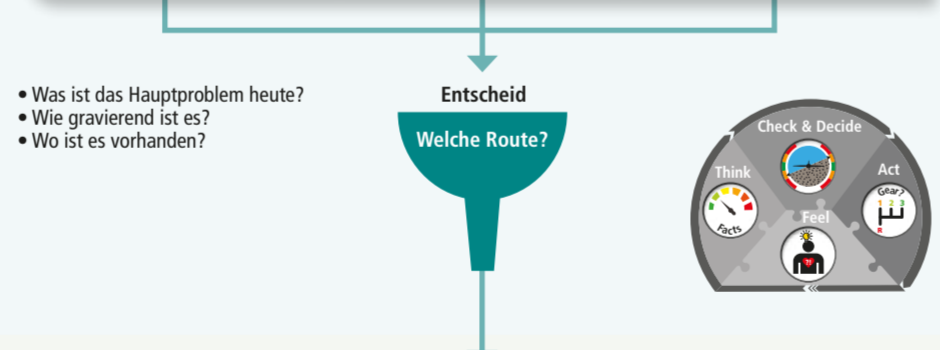 • Was ist das Hauptproblem heute?
• Wie gravierend ist es?
• Wo ist es vorhanden?
Entscheid
Welche Route?
Check & Decide
Think
Act
Gear?
1 2 3
R
Facts
Feel
?!